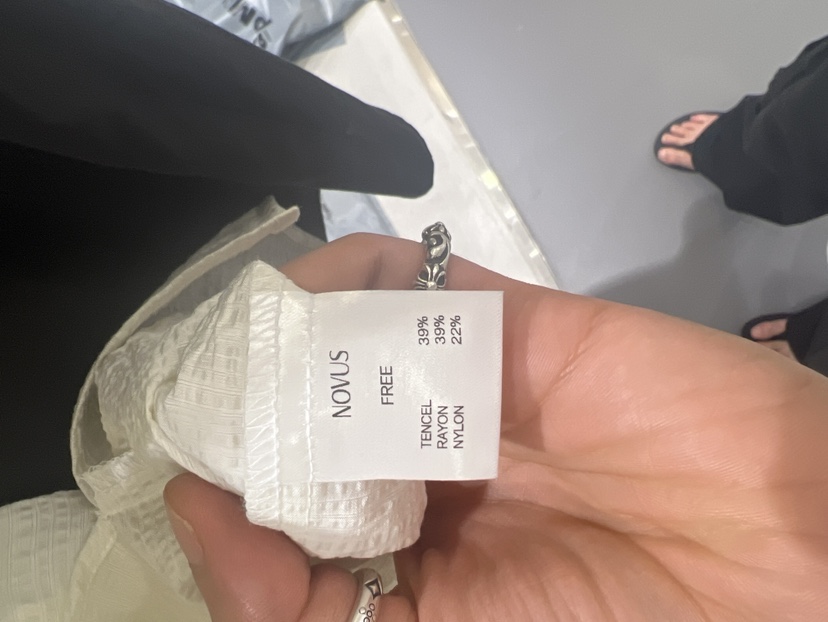 NOVUS
FREE
TENCEL 39%
RAYON 39%
NYLON 22%